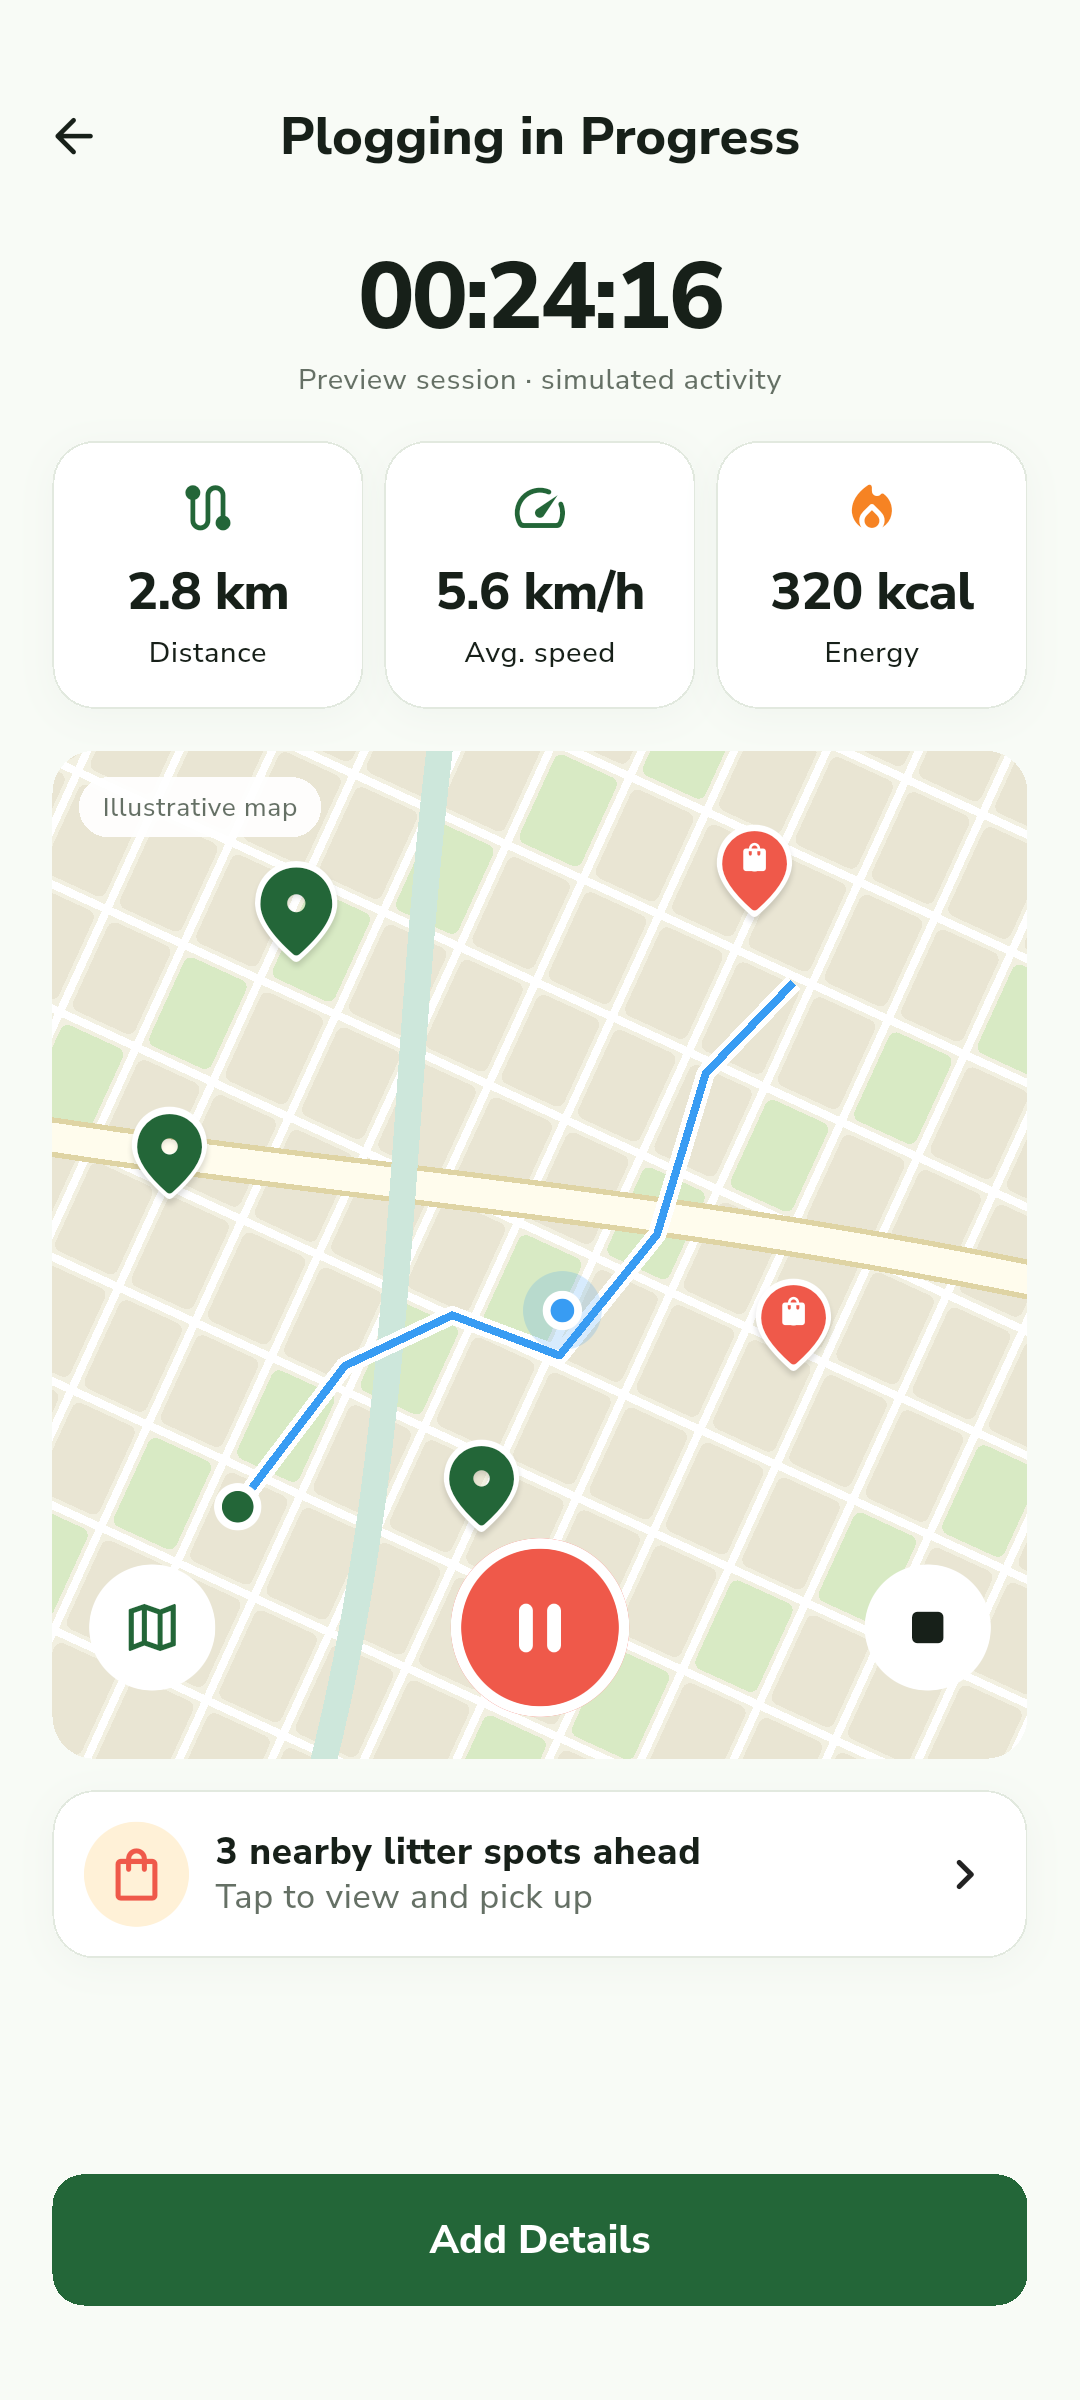 Plogging in Progress
00:24:16
Preview session · simulated activity
2.8 km
Distance
5.6 km/h
Avg. speed
320 kcal
Energy
Illustrative map
3 nearby litter spots ahead
Tap to view and pick up
Add Details